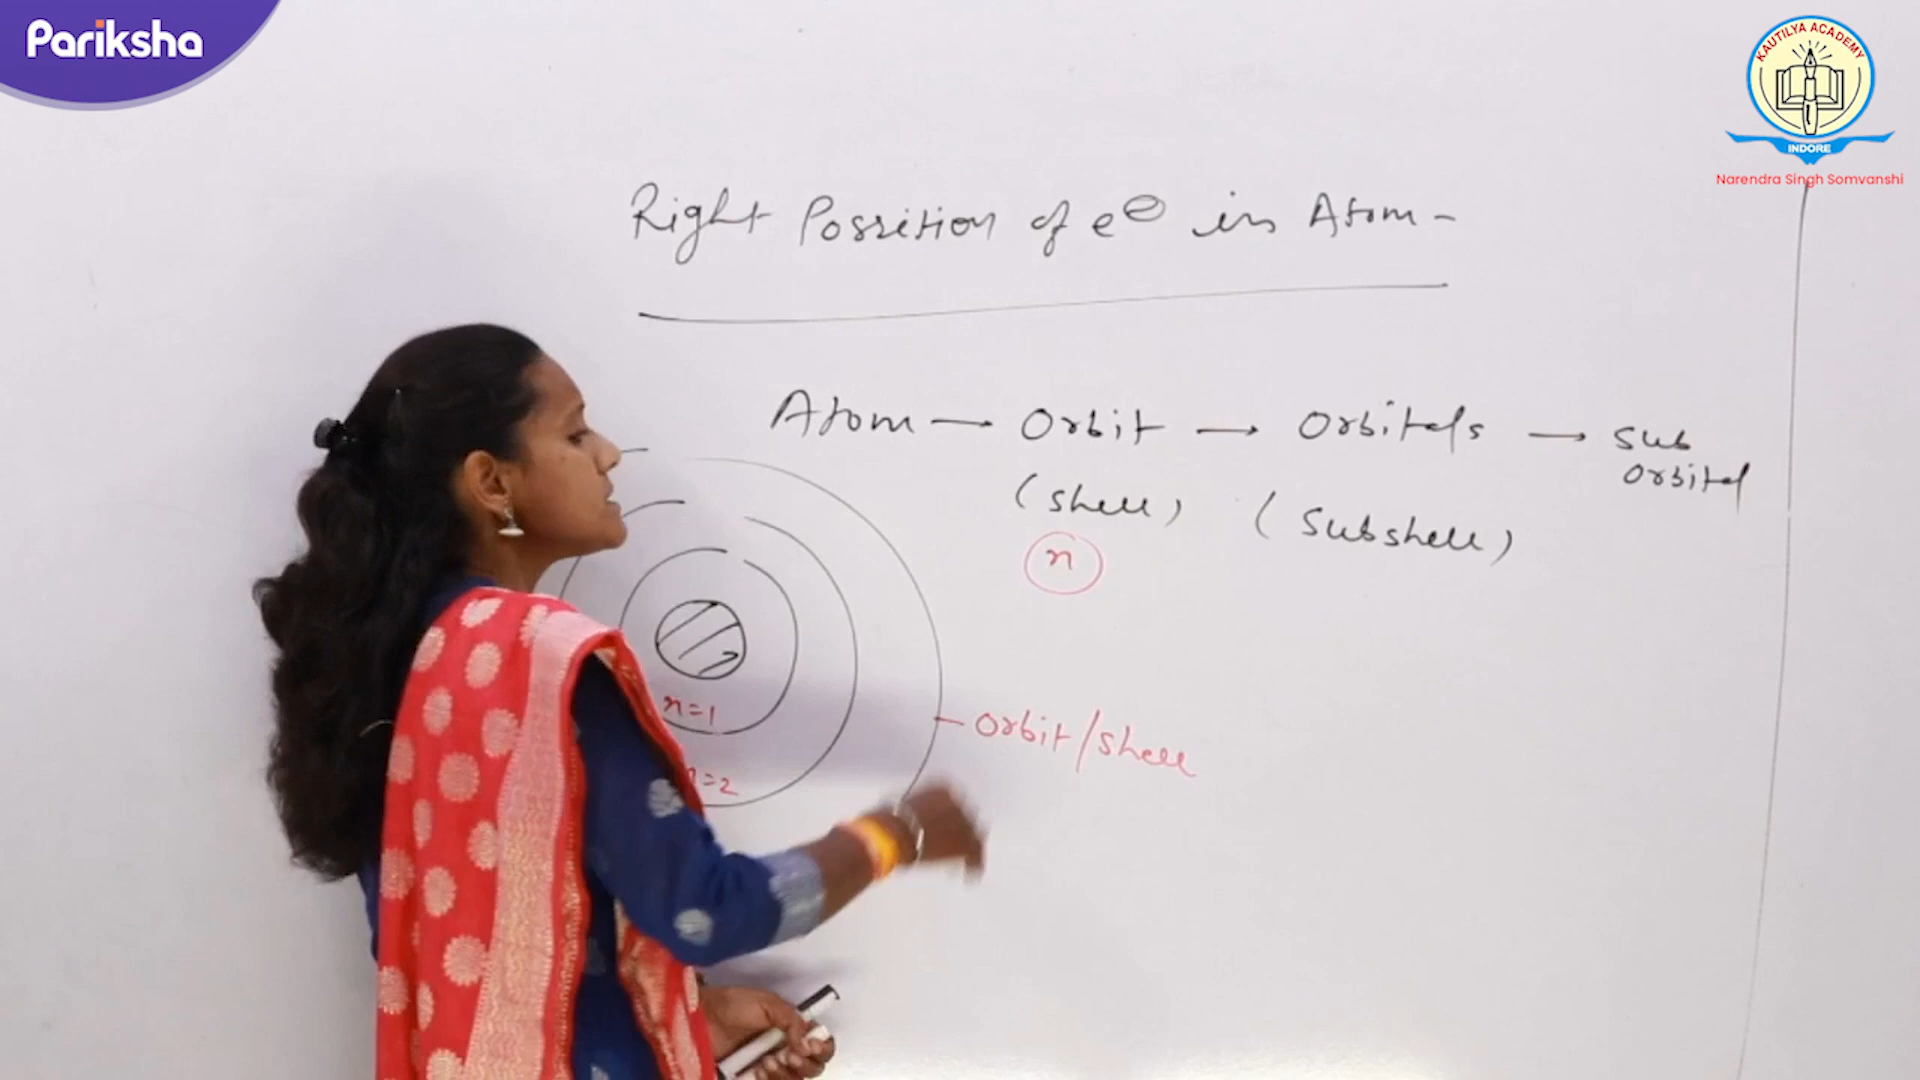 Pariksha
KAUTILYA ACADEMY
INDORE
Narendra Singh Somvanshi
Right Possition of e⊖ in Atom -
Atom → Orbit → Orbitals → Sub
Orbital
(Shell) (Subshell)
n
n=1
=2
Orbit/Shell